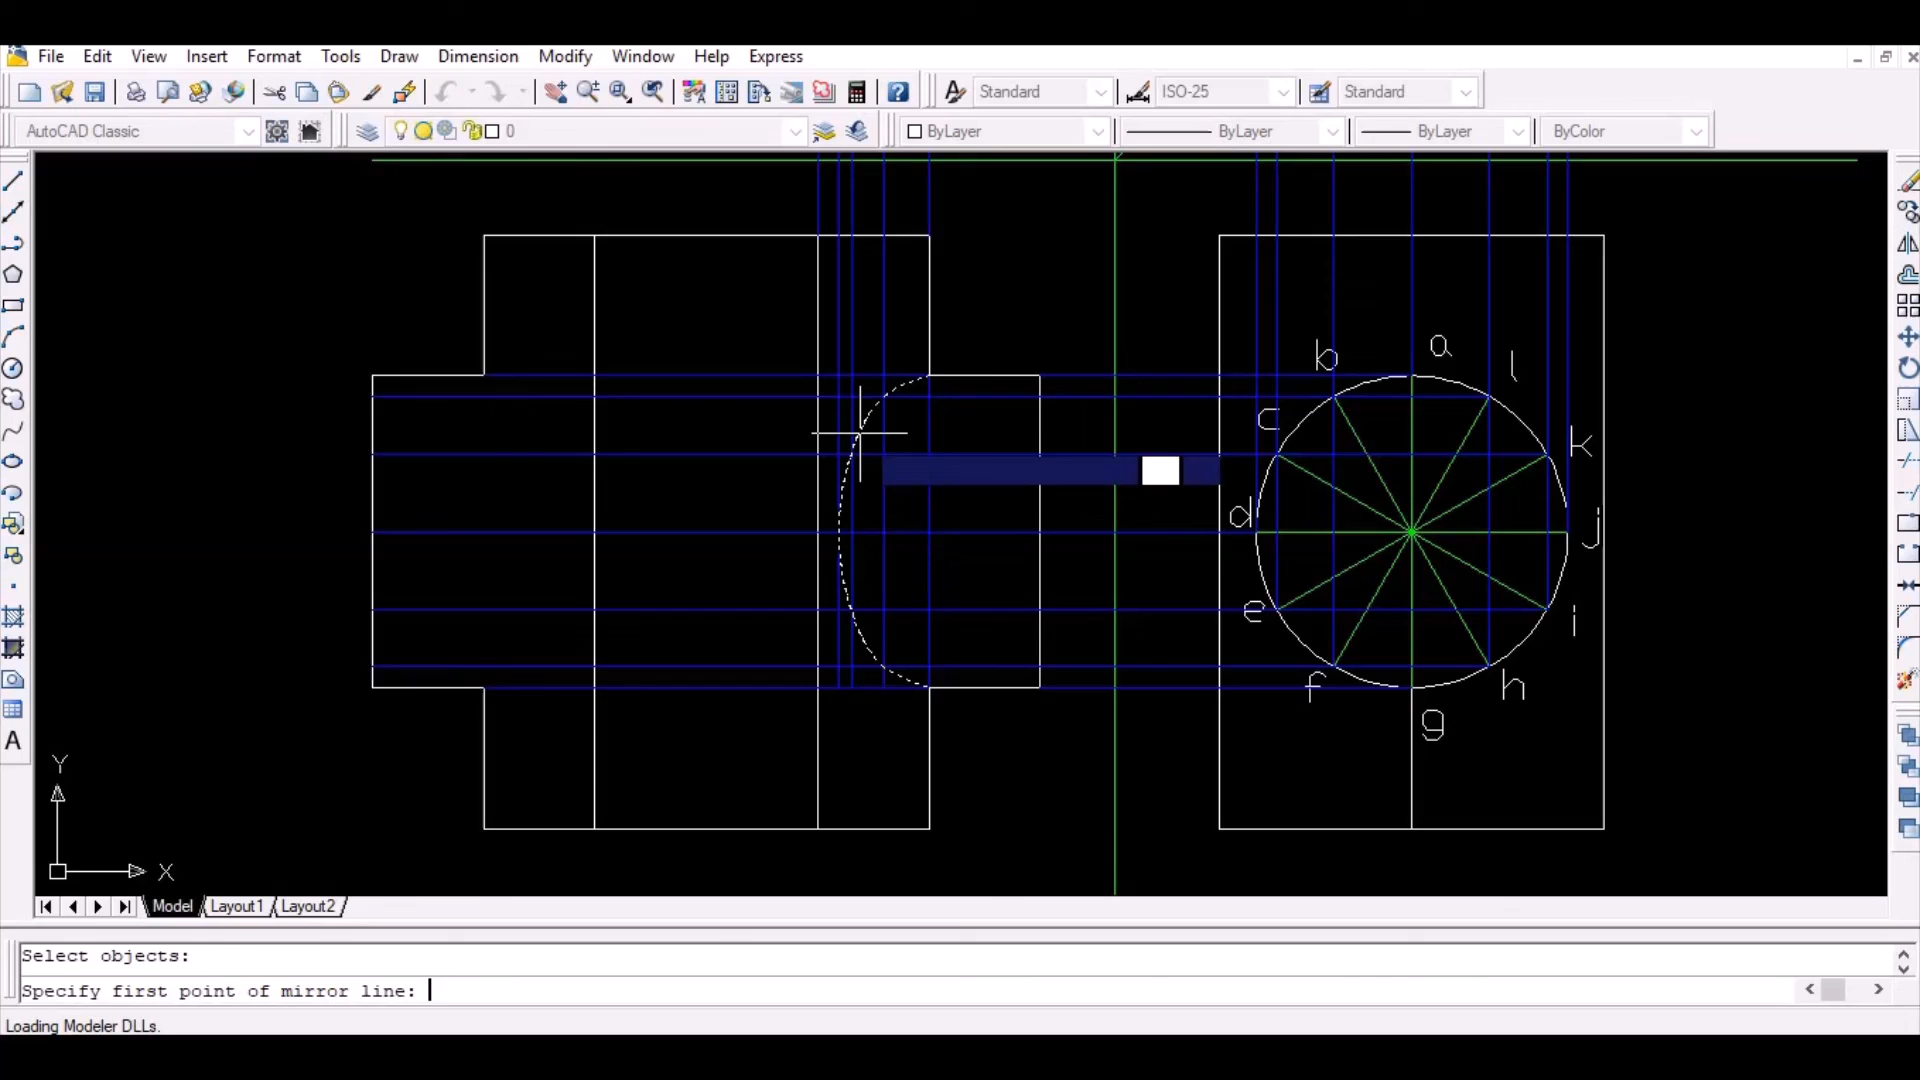 File Edit View Insert Format Tools Draw Dimension Modify Window Help Express
Standard ISO-25 Standard
AutoCAD Classic 0 ByLayer ByLayer ByLayer ByColor
a
b l
c k
d j
e i
f h
g
Y
X
A
Model Layout1 Layout2
Select objects:
Specify first point of mirror line:
Loading Modeler DLLs.